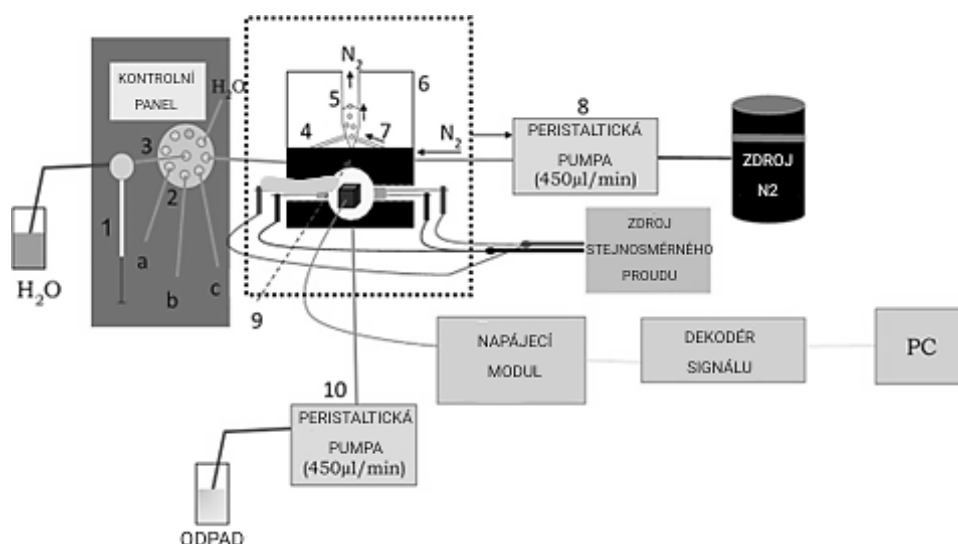 KONTROLNÍ
PANEL
H₂O
3
2
1
a
b
c
H₂O
N₂
5
6
4
7
N₂
8
PERISTALTICKÁ
PUMPA
(450µl/min)
ZDROJ
N2
ZDROJ
STEJNOSMĚRNÉHO
PROUDU
9
NAPÁJECÍ
MODUL
DEKODÉR
SIGNÁLU
PC
10
PERISTALTICKÁ
PUMPA
(450µl/min)
ODPAD